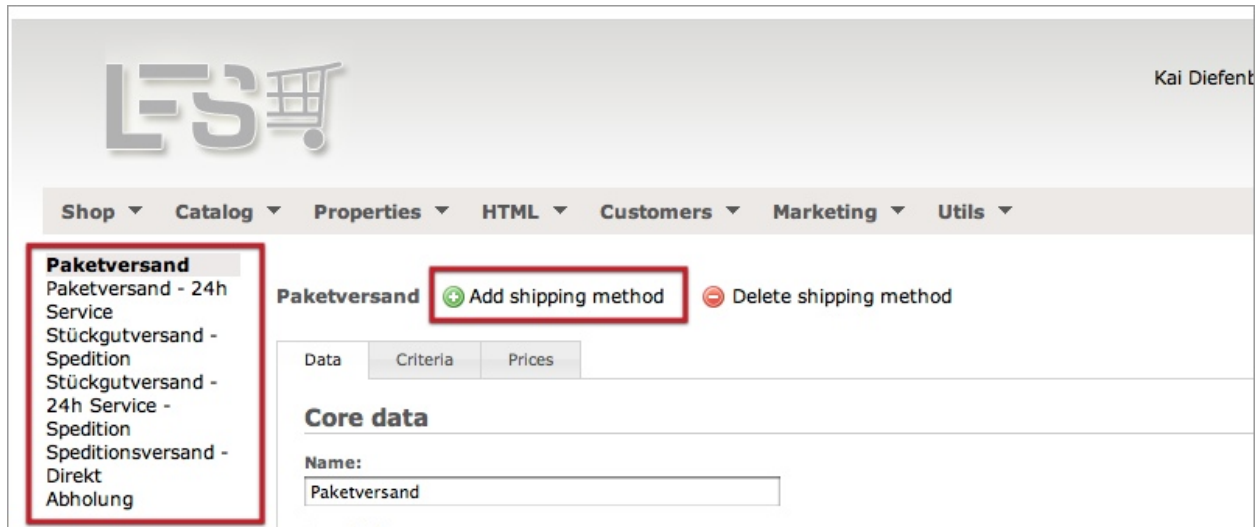 LFS
Kai Diefenb
Shop Catalog Properties HTML Customers Marketing Utils
Paketversand
Paketversand - 24h
Service
Stückgutversand -
Spedition
Stückgutversand -
24h Service -
Spedition
Speditionsversand -
Direkt
Abholung
Paketversand Add shipping method Delete shipping method
Data Criteria Prices
Core data
Name:
Paketversand